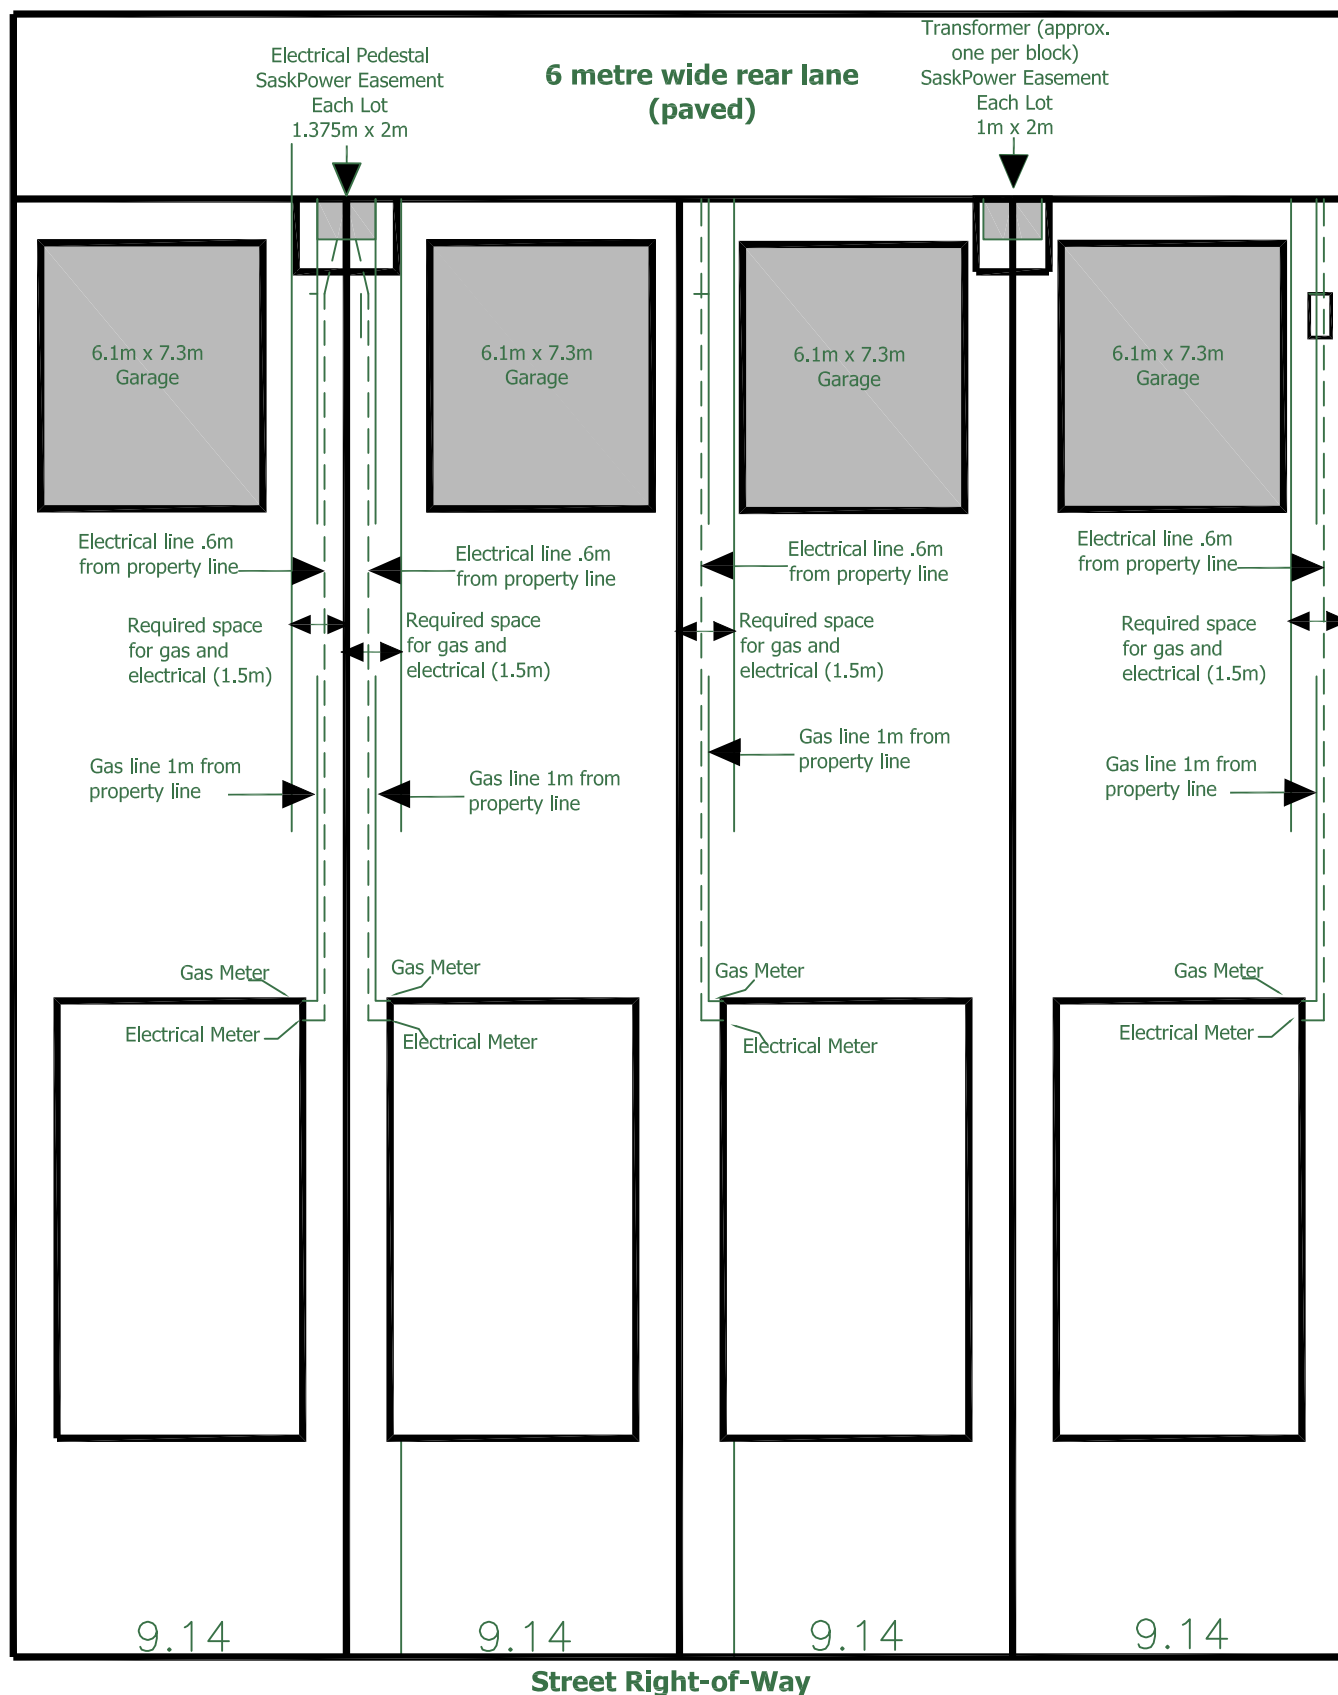 Electrical Pedestal
SaskPower Easement
Each Lot
1.375m x 2m
6 metre wide rear lane
(paved)
Transformer (approx.
one per block)
SaskPower Easement
Each Lot
1m x 2m
6.1m x 7.3m
Garage
6.1m x 7.3m
Garage
6.1m x 7.3m
Garage
6.1m x 7.3m
Garage
Electrical line .6m
from property line
Electrical line .6m
from property line
Electrical line .6m
from property line
Electrical line .6m
from property line
Required space
for gas and
electrical (1.5m)
Required space
for gas and
electrical (1.5m)
Required space
for gas and
electrical (1.5m)
Required space
for gas and
electrical (1.5m)
Gas line 1m from
property line
Gas line 1m from
property line
Gas line 1m from
property line
Gas line 1m from
property line
Gas Meter
Gas Meter
Gas Meter
Gas Meter
Electrical Meter
Electrical Meter
Electrical Meter
Electrical Meter
9.14
9.14
9.14
9.14
Street Right-of-Way